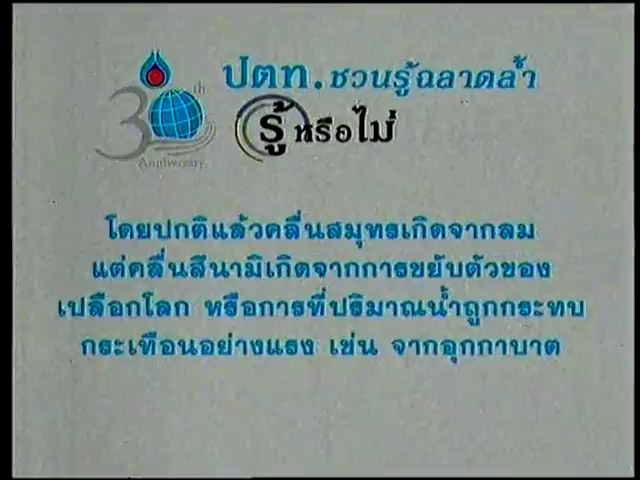 ปตท.ชวนรู้ฉลาดล้ำ
30th
Anniversary
รู้หรือไม่
โดยปกติแล้วคลื่นสมุทรเกิดจากลม
แต่คลื่นสึนามิเกิดจากการขยับตัวของ
เปลือกโลก หรือการที่ปริมาณน้ำถูกกระทบ
กระเทือนอย่างแรง เช่น จากอุกกาบาต